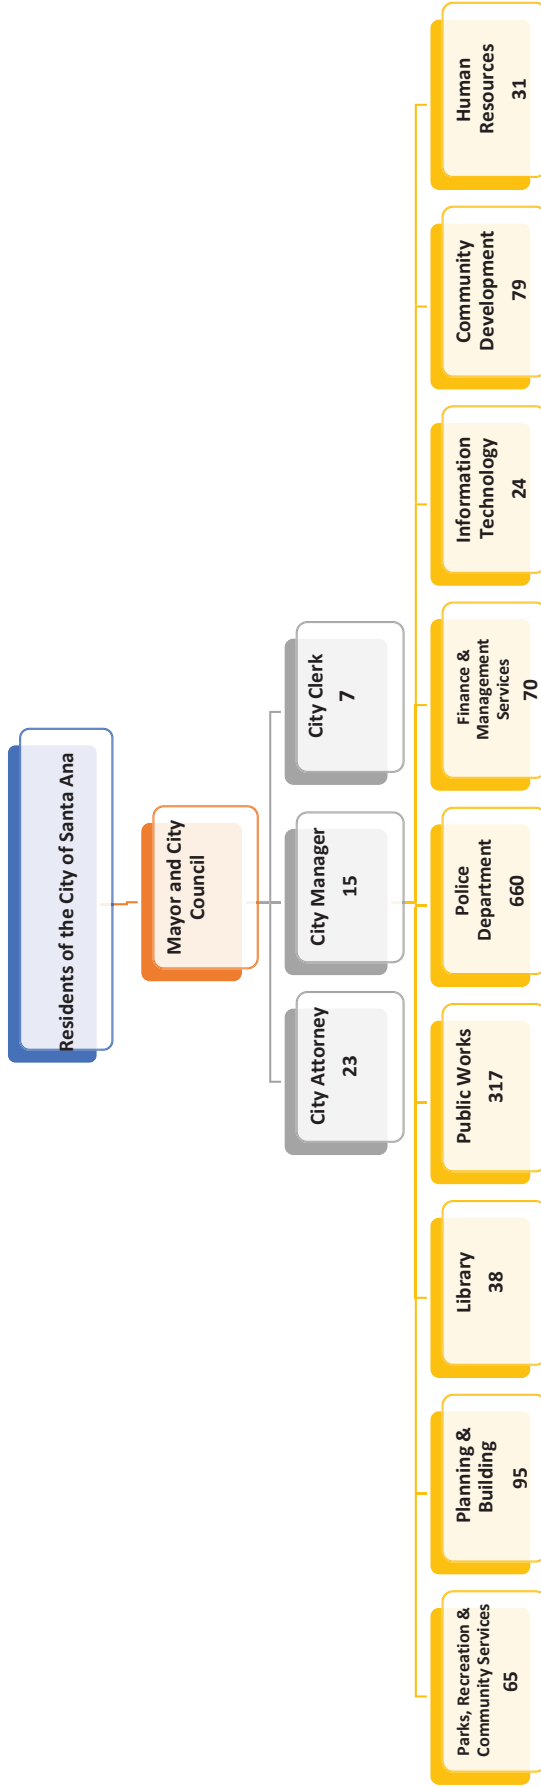 Residents of the City of Santa Ana
Mayor and City
Council
City Attorney
23
City Manager
15
City Clerk
7
Parks, Recreation &
Community Services
65
Planning &
Building
95
Library
38
Public Works
317
Police
Department
660
Finance &
Management
Services
70
Information
Technology
24
Community
Development
79
Human
Resources
31